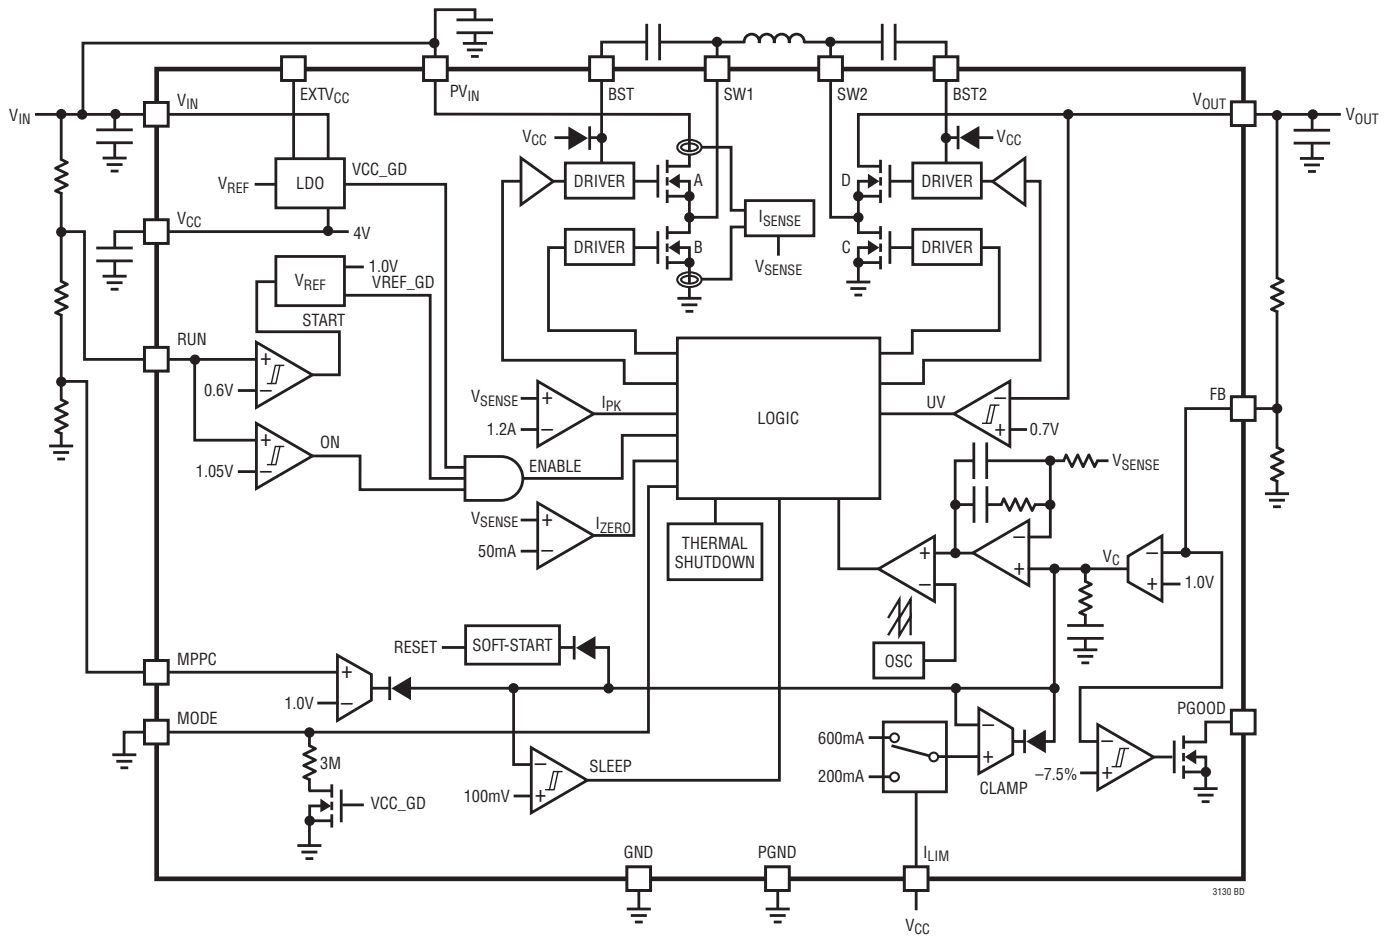 EXTVCC
PVIN
BST
SW1
SW2
BST2
VIN
VIN
VOUT
VOUT
VCC
VCC
VCC_GD
VREF
LDO
DRIVER
A
D
DRIVER
ISENSE
VCC
4V
DRIVER
B
C
DRIVER
VSENSE
VREF
1.0V
VREF_GD
START
RUN
+
0.6V
–
LOGIC
VSENSE
+
IPK
1.2A
–
UV
–
+
0.7V
FB
+
ON
1.05V
–
ENABLE
VSENSE
VSENSE
+
IZERO
50mA
–
THERMAL
SHUTDOWN
+
–
–
+
VC
–
+
1.0V
OSC
RESET
SOFT-START
MPPC
+
1.0V
–
MODE
3M
VCC_GD
–
SLEEP
100mV
+
600mA
200mA
–
+
CLAMP
PGOOD
–
–7.5%
+
GND
PGND
ILIM
VCC
3130 BD